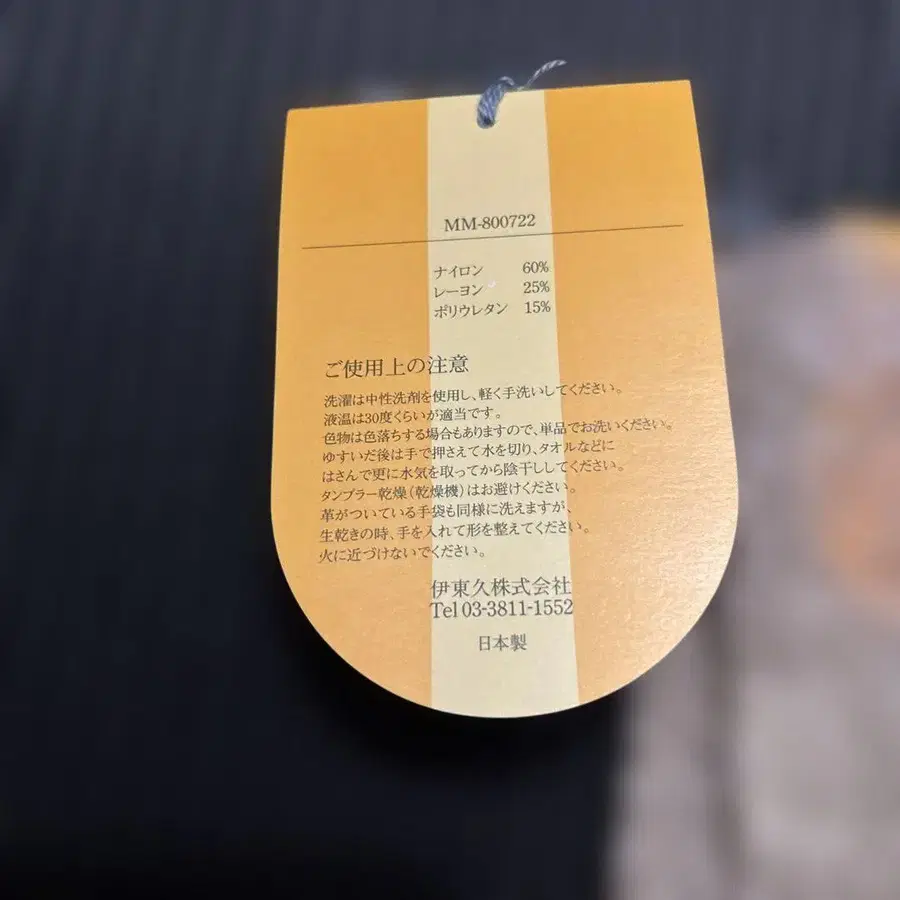 MM-800722
ナイロン 60%
レーヨン 25%
ポリウレタン 15%
ご使用上の注意
洗濯は中性洗剤を使用し、軽く手洗いしてください。
液温は30度くらいが適当です。
色物は色落ちする場合もありますので、単品でお洗いください。
ゆすいだ後は手で押さえて水を切り、タオルなどに
はさんで更に水気を取ってから陰干ししてください。
タンブラー乾燥(乾燥機)はお避けください。
革がついている手袋も同様に洗えますが、
生乾きの時、手を入れて形を整えてください。
火に近づけないでください。
伊東久株式会社
Tel 03-3811-1552
日本製